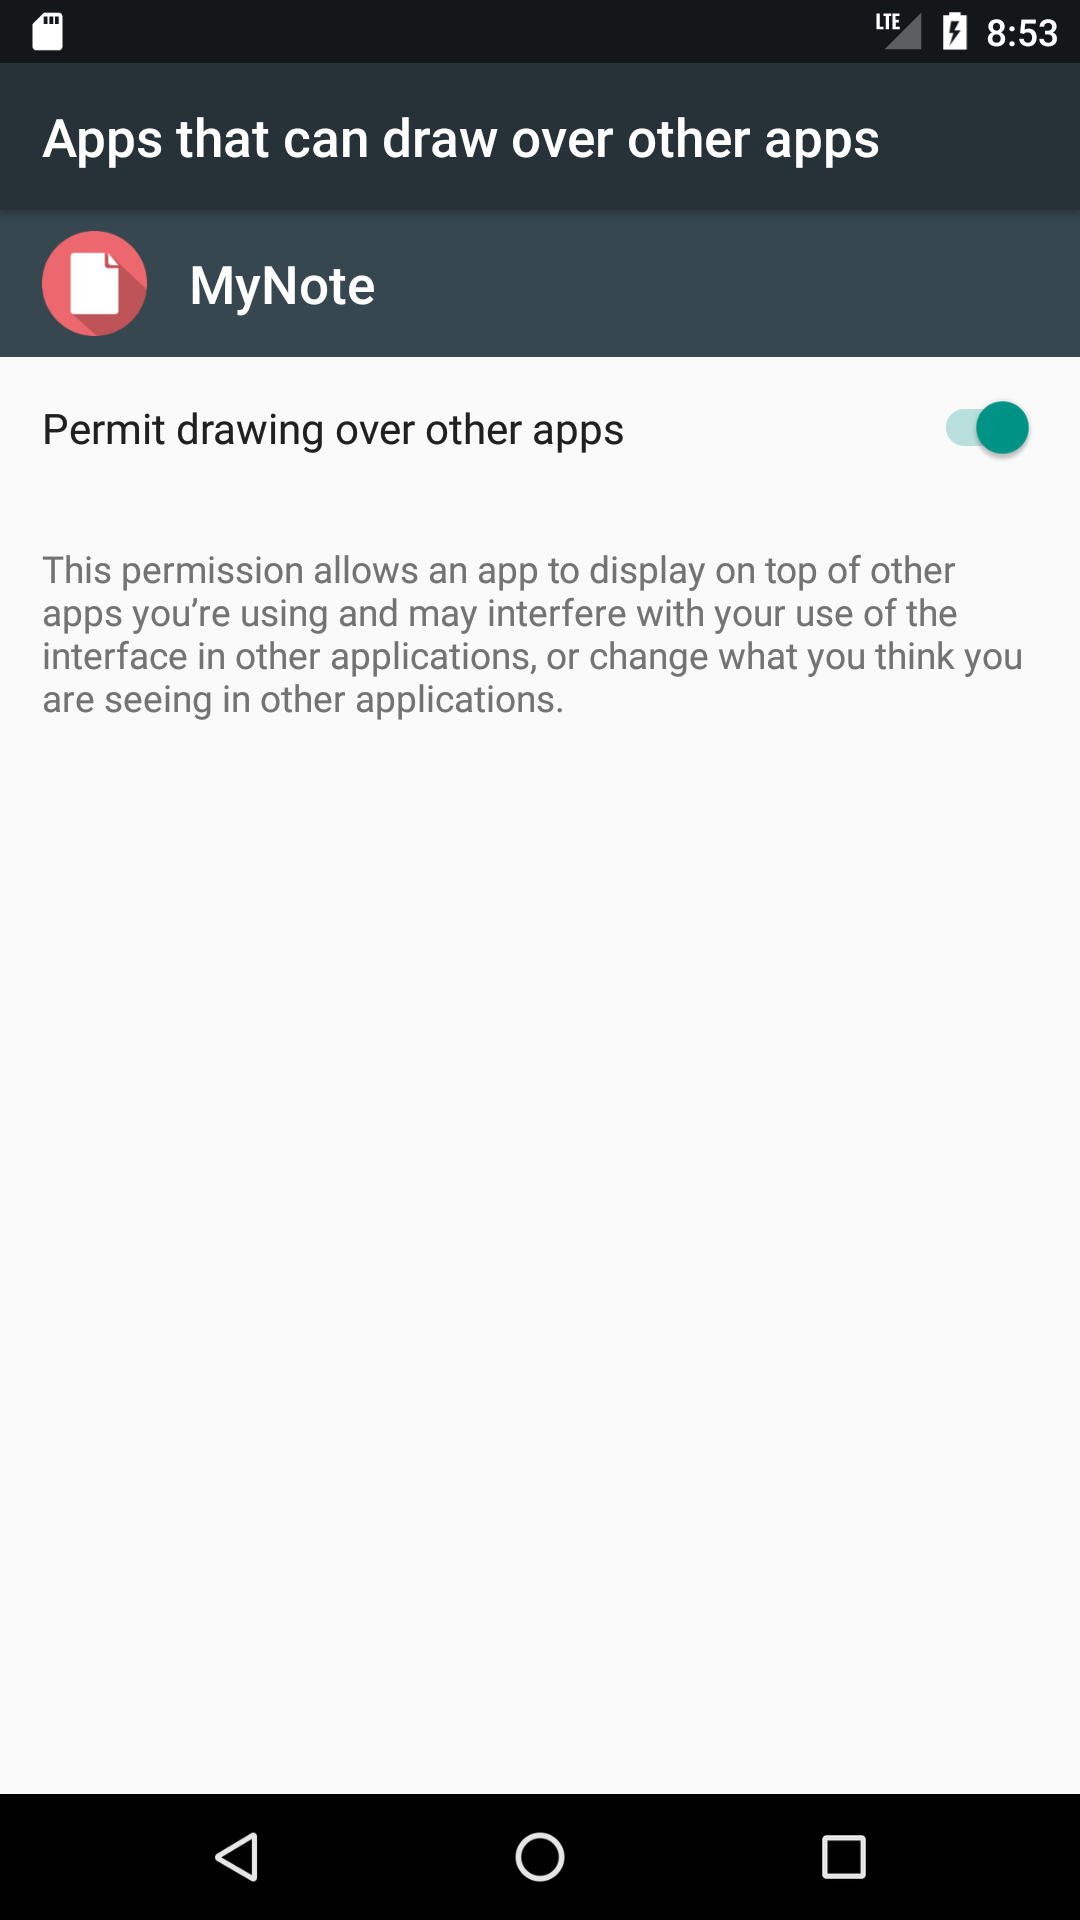 LTE 8:53
Apps that can draw over other apps
MyNote
Permit drawing over other apps
This permission allows an app to display on top of other
apps you’re using and may interfere with your use of the
interface in other applications, or change what you think you
are seeing in other applications.